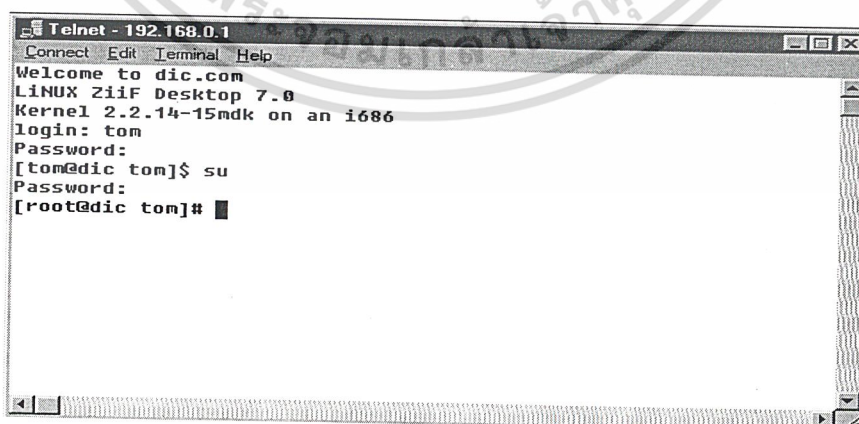 Telnet - 192.168.0.1
Connect Edit Terminal Help
Welcome to dic.com
LiNUX ZiiF Desktop 7.0
Kernel 2.2.14-15mdk on an i686
login: tom
Password:
[tom@dic tom]$ su
Password:
[root@dic tom]#